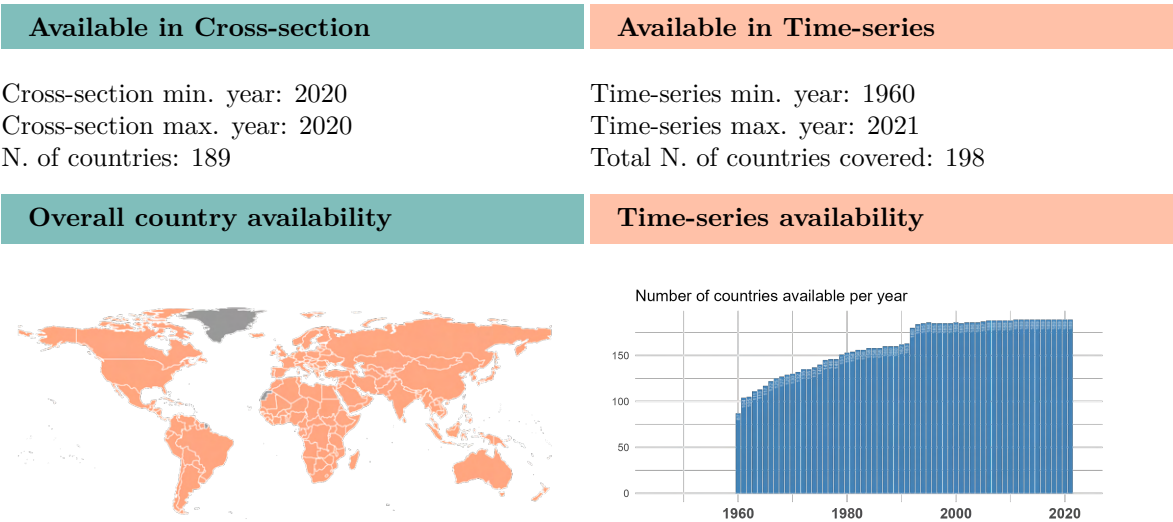 Available in Cross-section
Available in Time-series
Cross-section min. year: 2020
Cross-section max. year: 2020
N. of countries: 189
Time-series min. year: 1960
Time-series max. year: 2021
Total N. of countries covered: 198
Overall country availability
Time-series availability
Number of countries available per year
150
100
50
0
1960 1980 2000 2020